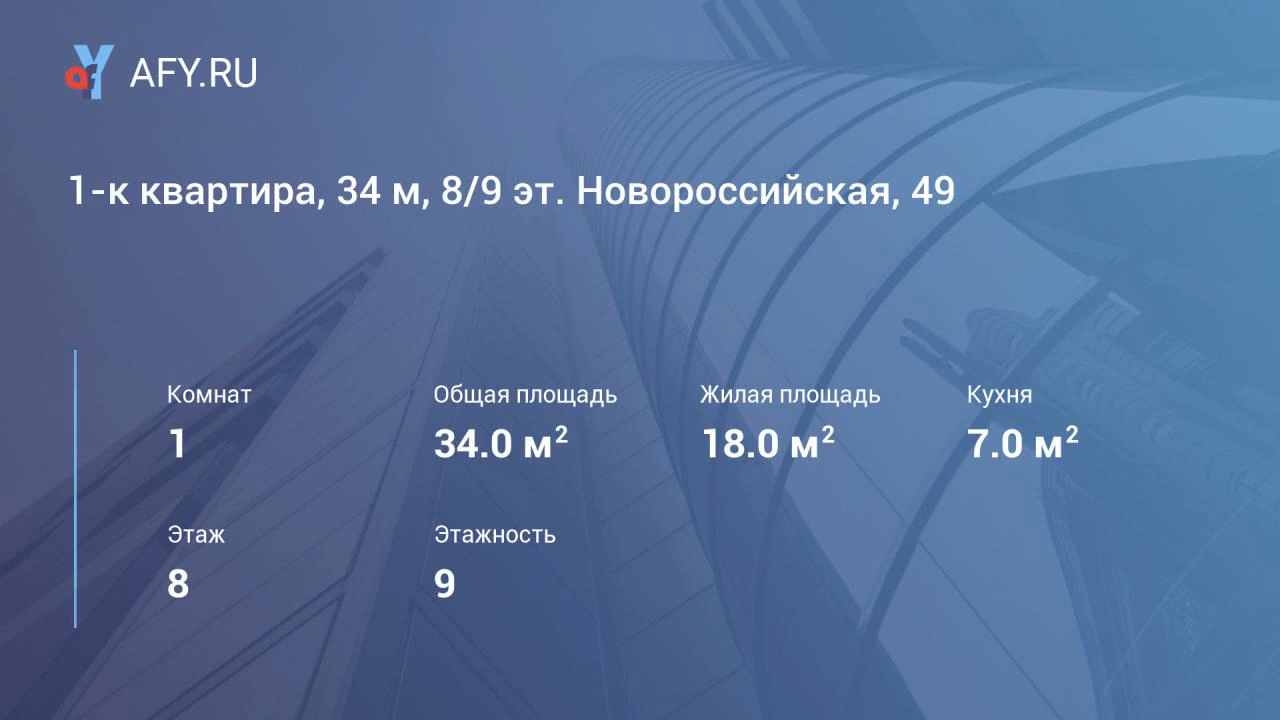 aYf AFY.RU
1-к квартира, 34 м, 8/9 эт. Новороссийская, 49
Комнат Общая площадь Жилая площадь Кухня
1 34.0 м² 18.0 м² 7.0 м²
Этаж Этажность
8 9